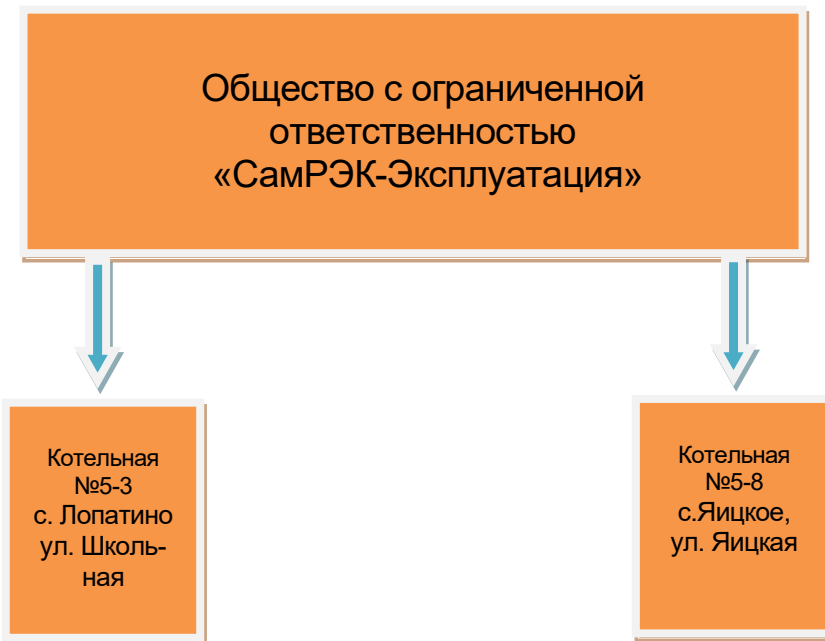 Общество с ограниченной
ответственностью
«СамРЭК-Эксплуатация»
Котельная
№5-3
с. Лопатино
ул. Школь-
ная
Котельная
№5-8
с.Яицкое,
ул. Яицкая